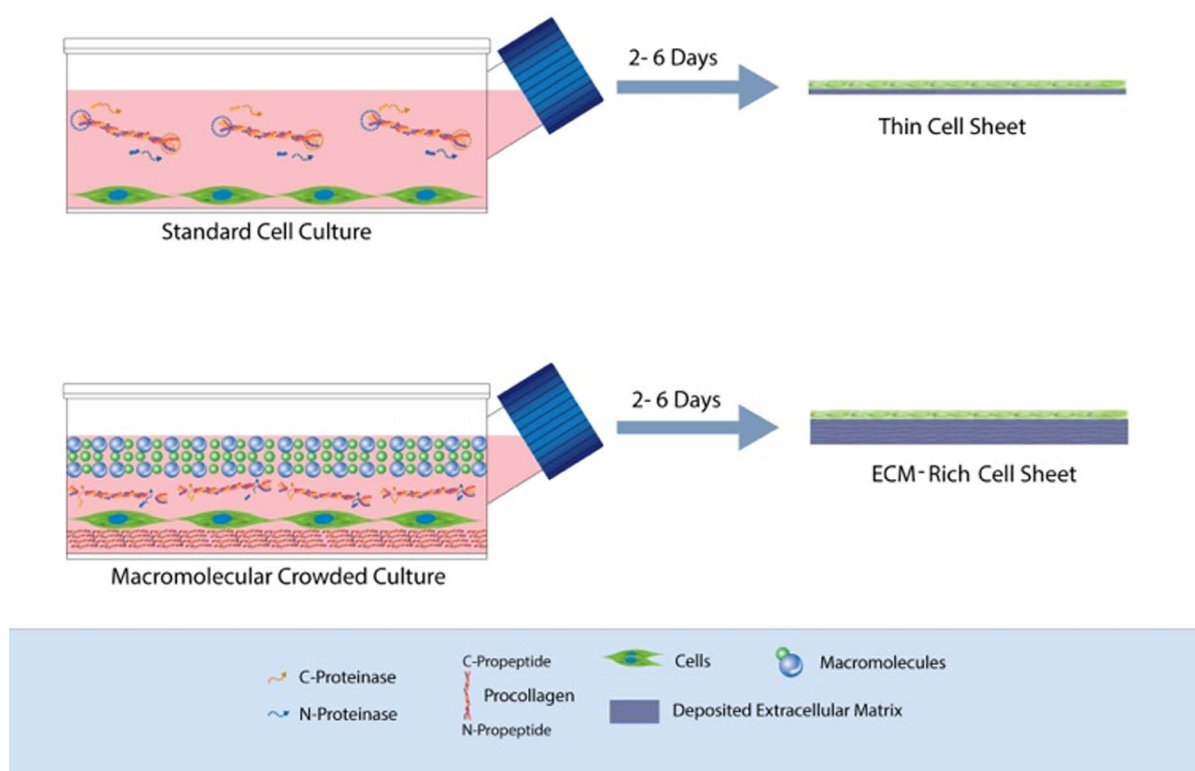 2- 6 Days
Thin Cell Sheet
Standard Cell Culture
2- 6 Days
ECM-Rich Cell Sheet
Macromolecular Crowded Culture
C-Proteinase
N-Proteinase
C-Propeptide
Procollagen
N-Propeptide
Cells
Deposited Extracellular Matrix
Macromolecules